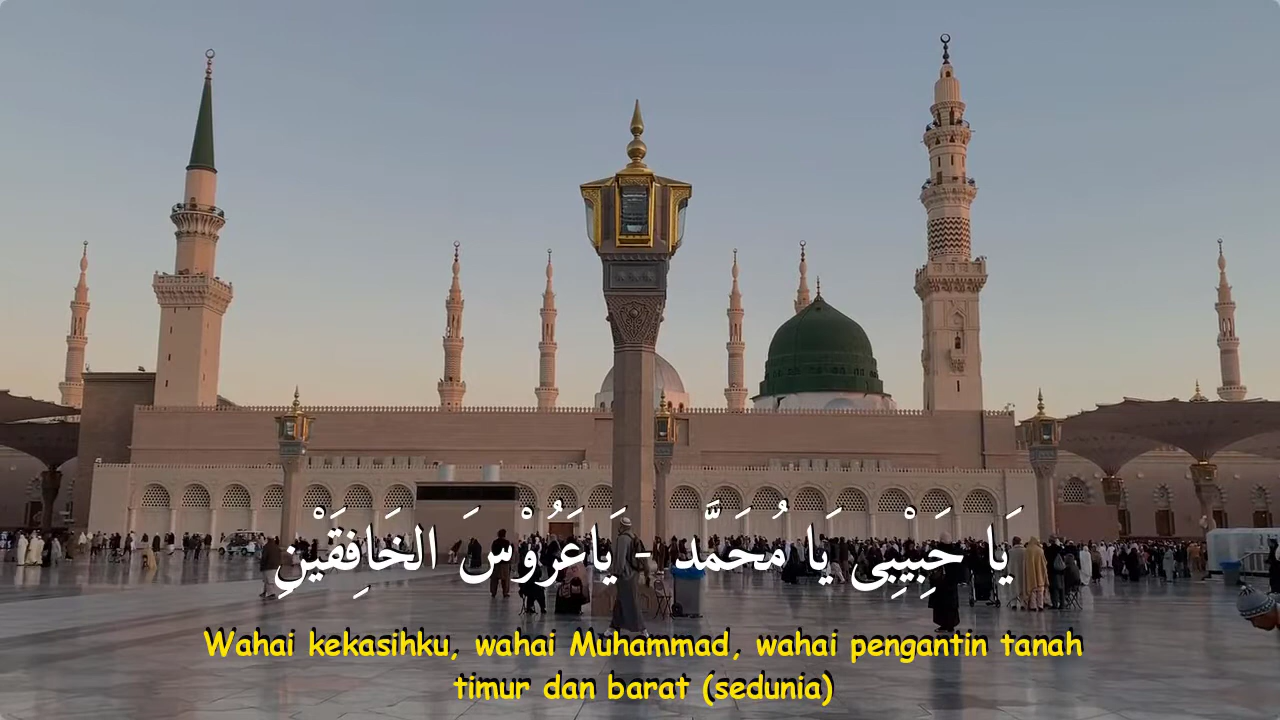 يَا حَبِيْبِى يَا مُحَمَّد - يَاعَرُوْسَ الخَافِقَيْنِ
Wahai kekasihku, wahai Muhammad, wahai pengantin tanah
timur dan barat (sedunia)